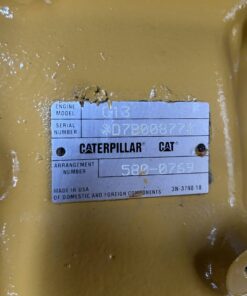 ENGINE MODEL C13
SERIAL NUMBER *D7B00877*
CATERPILLAR CAT
ARRANGEMENT NUMBER 580-0769
MADE IN USA
OF DOMESTIC AND FOREIGN COMPONENTS